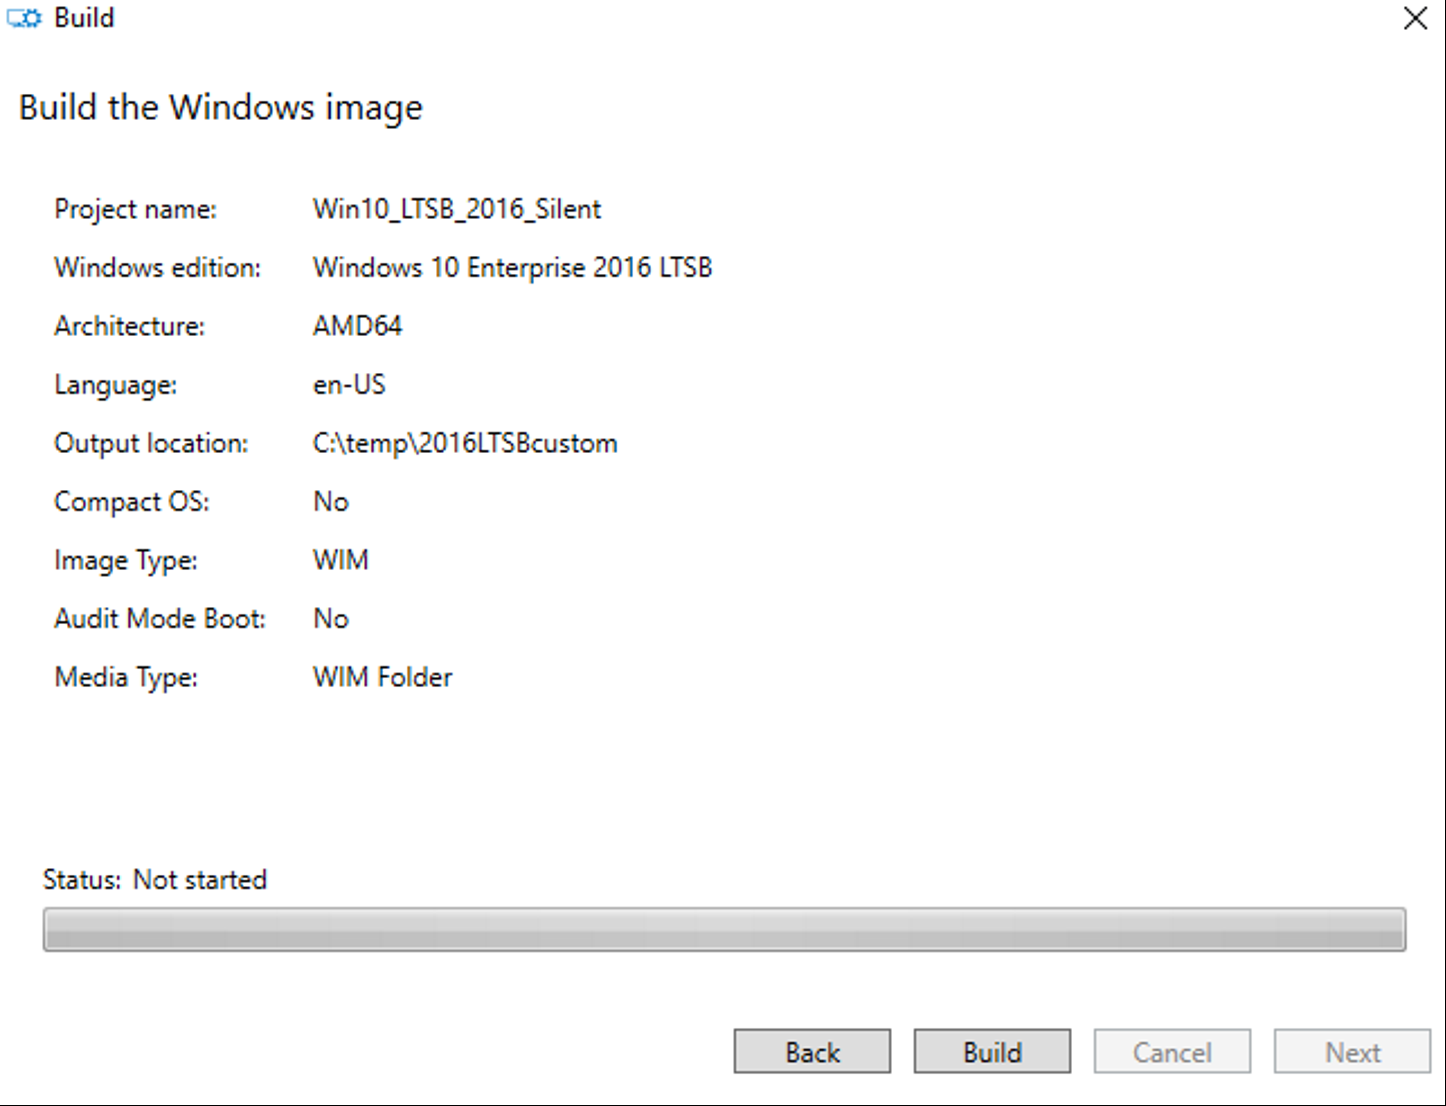 Build
Build the Windows image
Project name: Win10_LTSB_2016_Silent
Windows edition: Windows 10 Enterprise 2016 LTSB
Architecture: AMD64
Language: en-US
Output location: C:\temp\2016LTSBcustom
Compact OS: No
Image Type: WIM
Audit Mode Boot: No
Media Type: WIM Folder
Status: Not started
Back Build Cancel Next